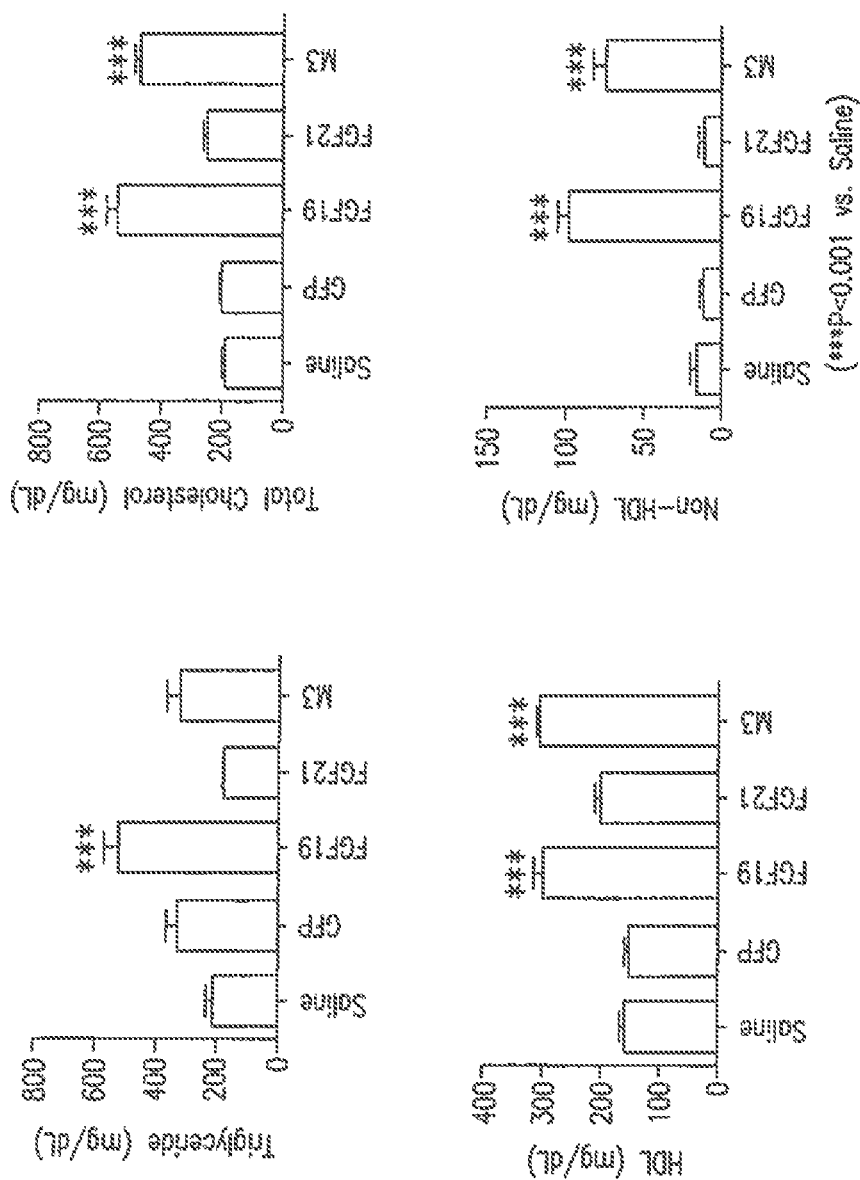 Triglyceride (mg/dL)
800
600
400
200
0
***
Saline
GFP
FGF19
FGF21
M3
Total Cholesterol (mg/dL)
800
600
400
200
0
***
***
Saline
GFP
FGF19
FGF21
M3
HDL (mg/dL)
400
300
200
100
0
***
***
Saline
GFP
FGF19
FGF21
M3
Non-HDL (mg/dL)
150
100
50
0
***
***
Saline
GFP
FGF19
FGF21
M3
(***P<0.001 vs. Saline)